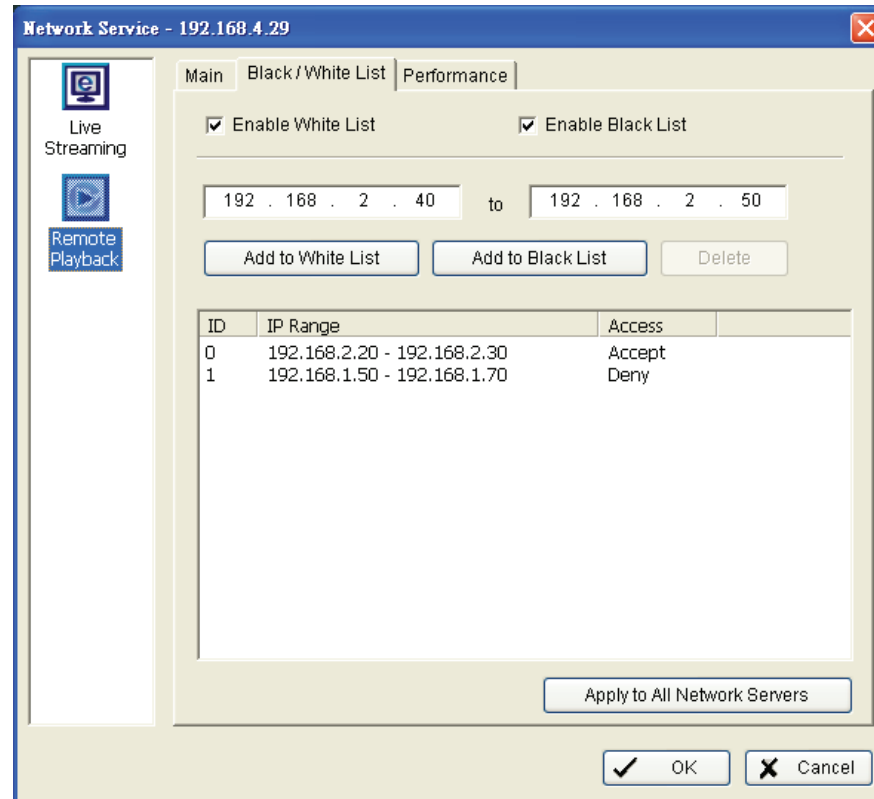 Network Service - 192.168.4.29
Live
Streaming
Remote
Playback
Main Black / White List Performance
Enable White List Enable Black List
192 . 168 . 2 . 40 to 192 . 168 . 2 . 50
Add to White List Add to Black List Delete
ID IP Range Access
0 192.168.2.20 - 192.168.2.30 Accept
1 192.168.1.50 - 192.168.1.70 Deny
Apply to All Network Servers
OK Cancel